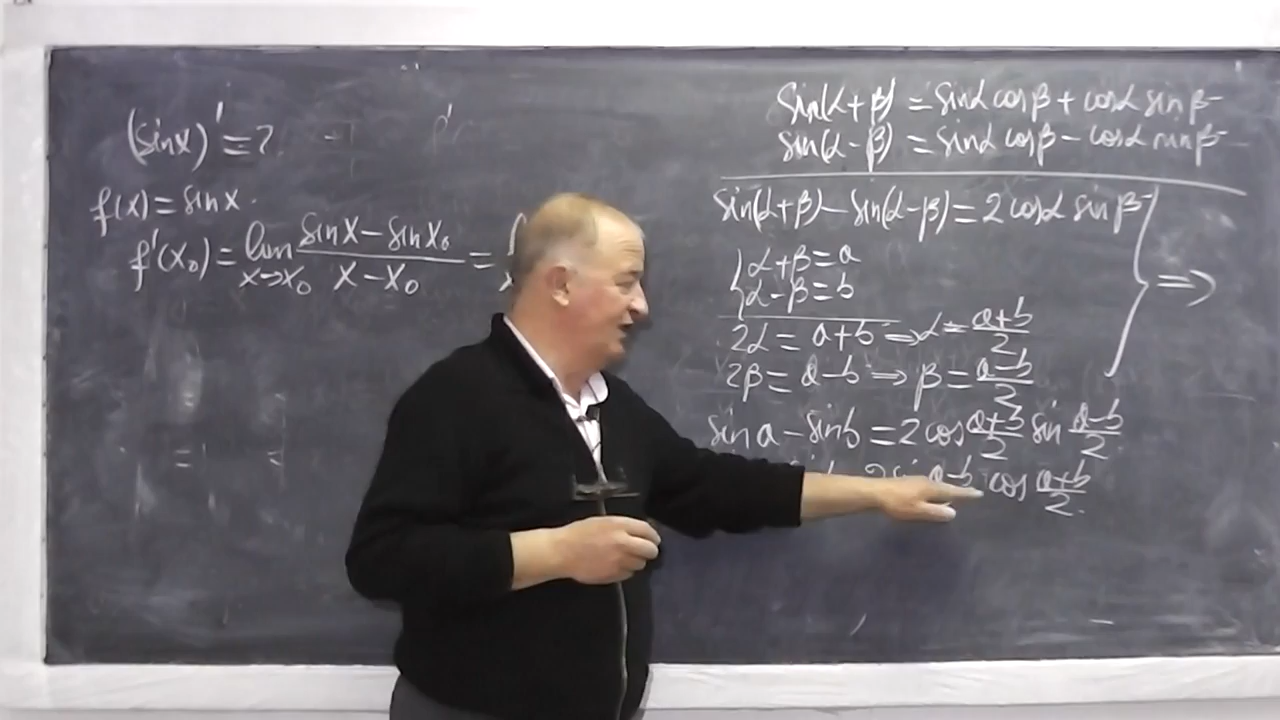 (sinx)' = ?
f(x) = sinx.
f'(x₀) = lim x→x₀ (sinx − sinx₀)/(x − x₀) =
= =
sin(α+β) = sinα cosβ + cosα sinβ
sin(α-β) = sinα cosβ − cosα sinβ
sin(α+β) − sin(α-β) = 2 cosα sinβ
α+β = a
α-β = b
⇒
2α = a+b ⇒ α = (a+b)/2
2β = a-b ⇒ β = (a-b)/2
sin a − sin b = 2 cos (a+b)/2 sin (a-b)/2
cos (a+b)/2.